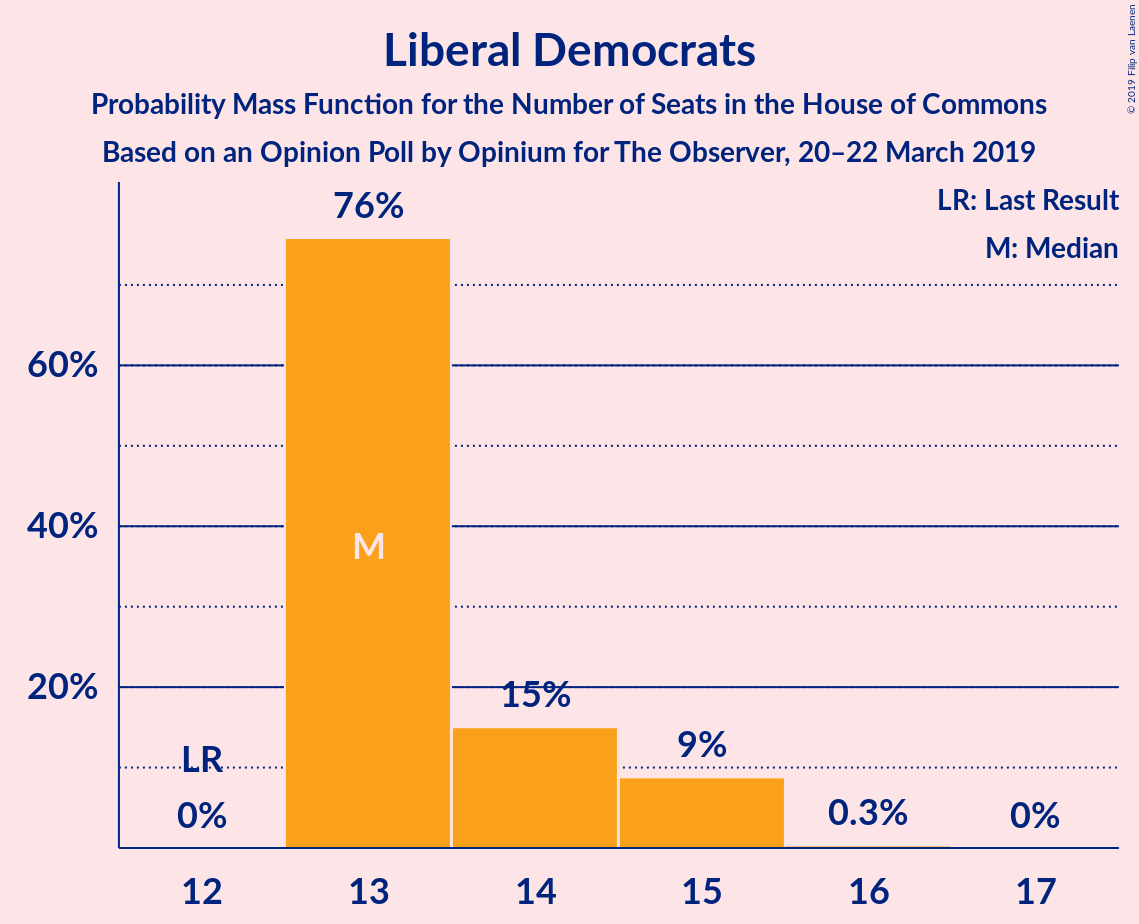 Liberal Democrats
Probability Mass Function for the Number of Seats in the House of Commons
Based on an Opinion Poll by Opinium for The Observer, 20–22 March 2019
© 2019 Filip van Laenen
LR: Last Result
M: Median
76%
60%
40%
M
20%
15%
9%
LR
0%
0.3%
0%
12 13 14 15 16 17